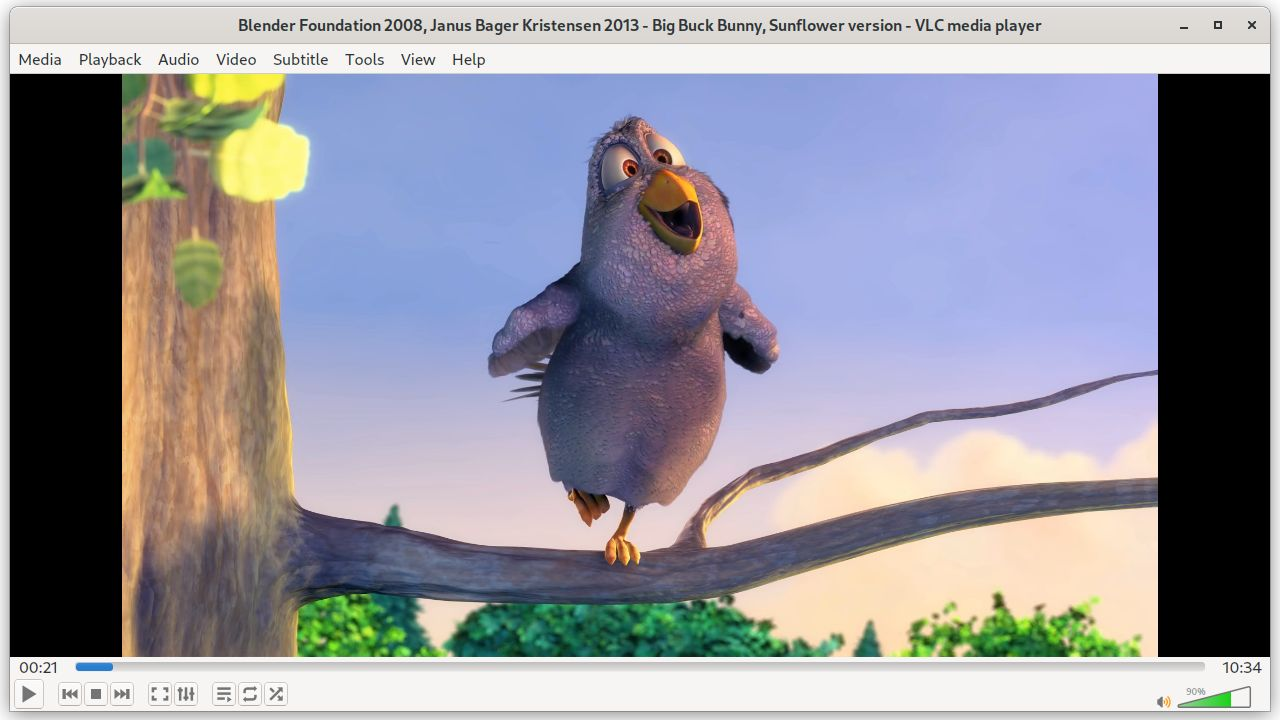 Blender Foundation 2008, Janus Bager Kristensen 2013 - Big Buck Bunny, Sunflower version - VLC media player
Media Playback Audio Video Subtitle Tools View Help
00:21 10:34
90%